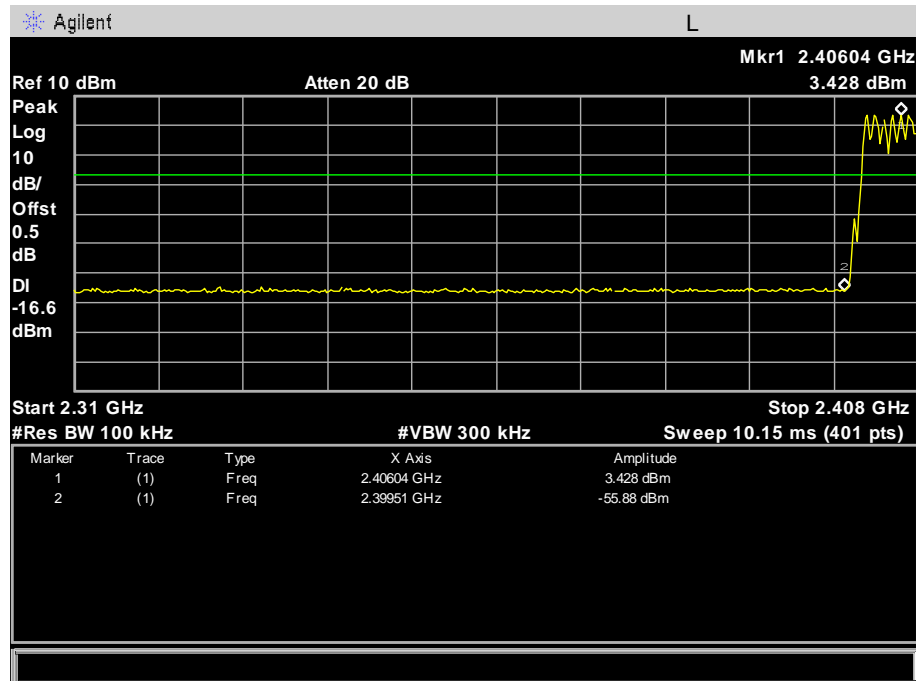 Agilent L
Mkr1 2.40604 GHz
Ref 10 dBm Atten 20 dB 3.428 dBm
Peak
Log
10
dB/
Offst
0.5
dB
DI
-16.6
dBm
1
2
Start 2.31 GHz Stop 2.408 GHz
#Res BW 100 kHz #VBW 300 kHz Sweep 10.15 ms (401 pts)
Marker Trace Type X Axis Amplitude
1 (1) Freq 2.40604 GHz 3.428 dBm
2 (1) Freq 2.39951 GHz -55.88 dBm